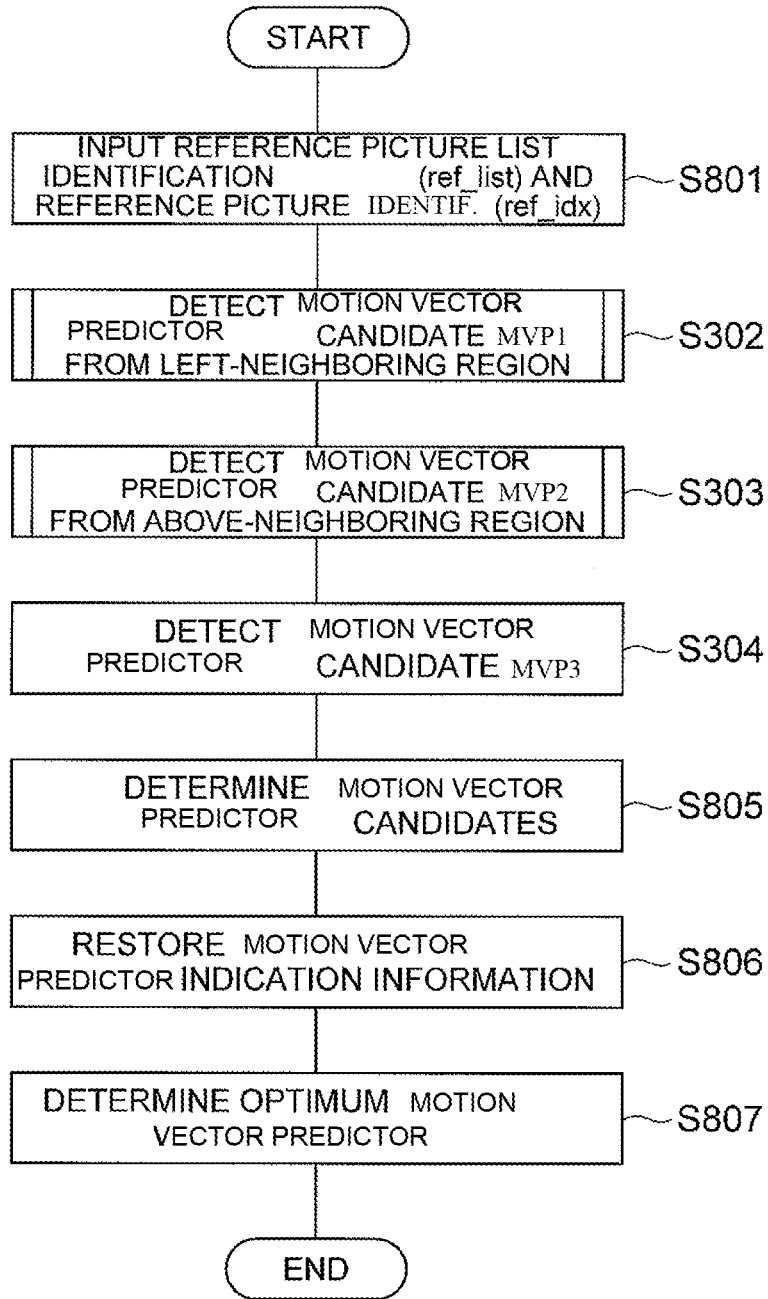 START
INPUT REFERENCE PICTURE LIST
IDENTIFICATION (ref_list) AND
REFERENCE PICTURE IDENTIF. (ref_idx)
S801
DETECT MOTION VECTOR
PREDICTOR CANDIDATE MVP1
FROM LEFT-NEIGHBORING REGION
S302
DETECT MOTION VECTOR
PREDICTOR CANDIDATE MVP2
FROM ABOVE-NEIGHBORING REGION
S303
DETECT MOTION VECTOR
PREDICTOR CANDIDATE MVP3
S304
DETERMINE MOTION VECTOR
PREDICTOR CANDIDATES
S805
RESTORE MOTION VECTOR
PREDICTOR INDICATION INFORMATION
S806
DETERMINE OPTIMUM MOTION
VECTOR PREDICTOR
S807
END